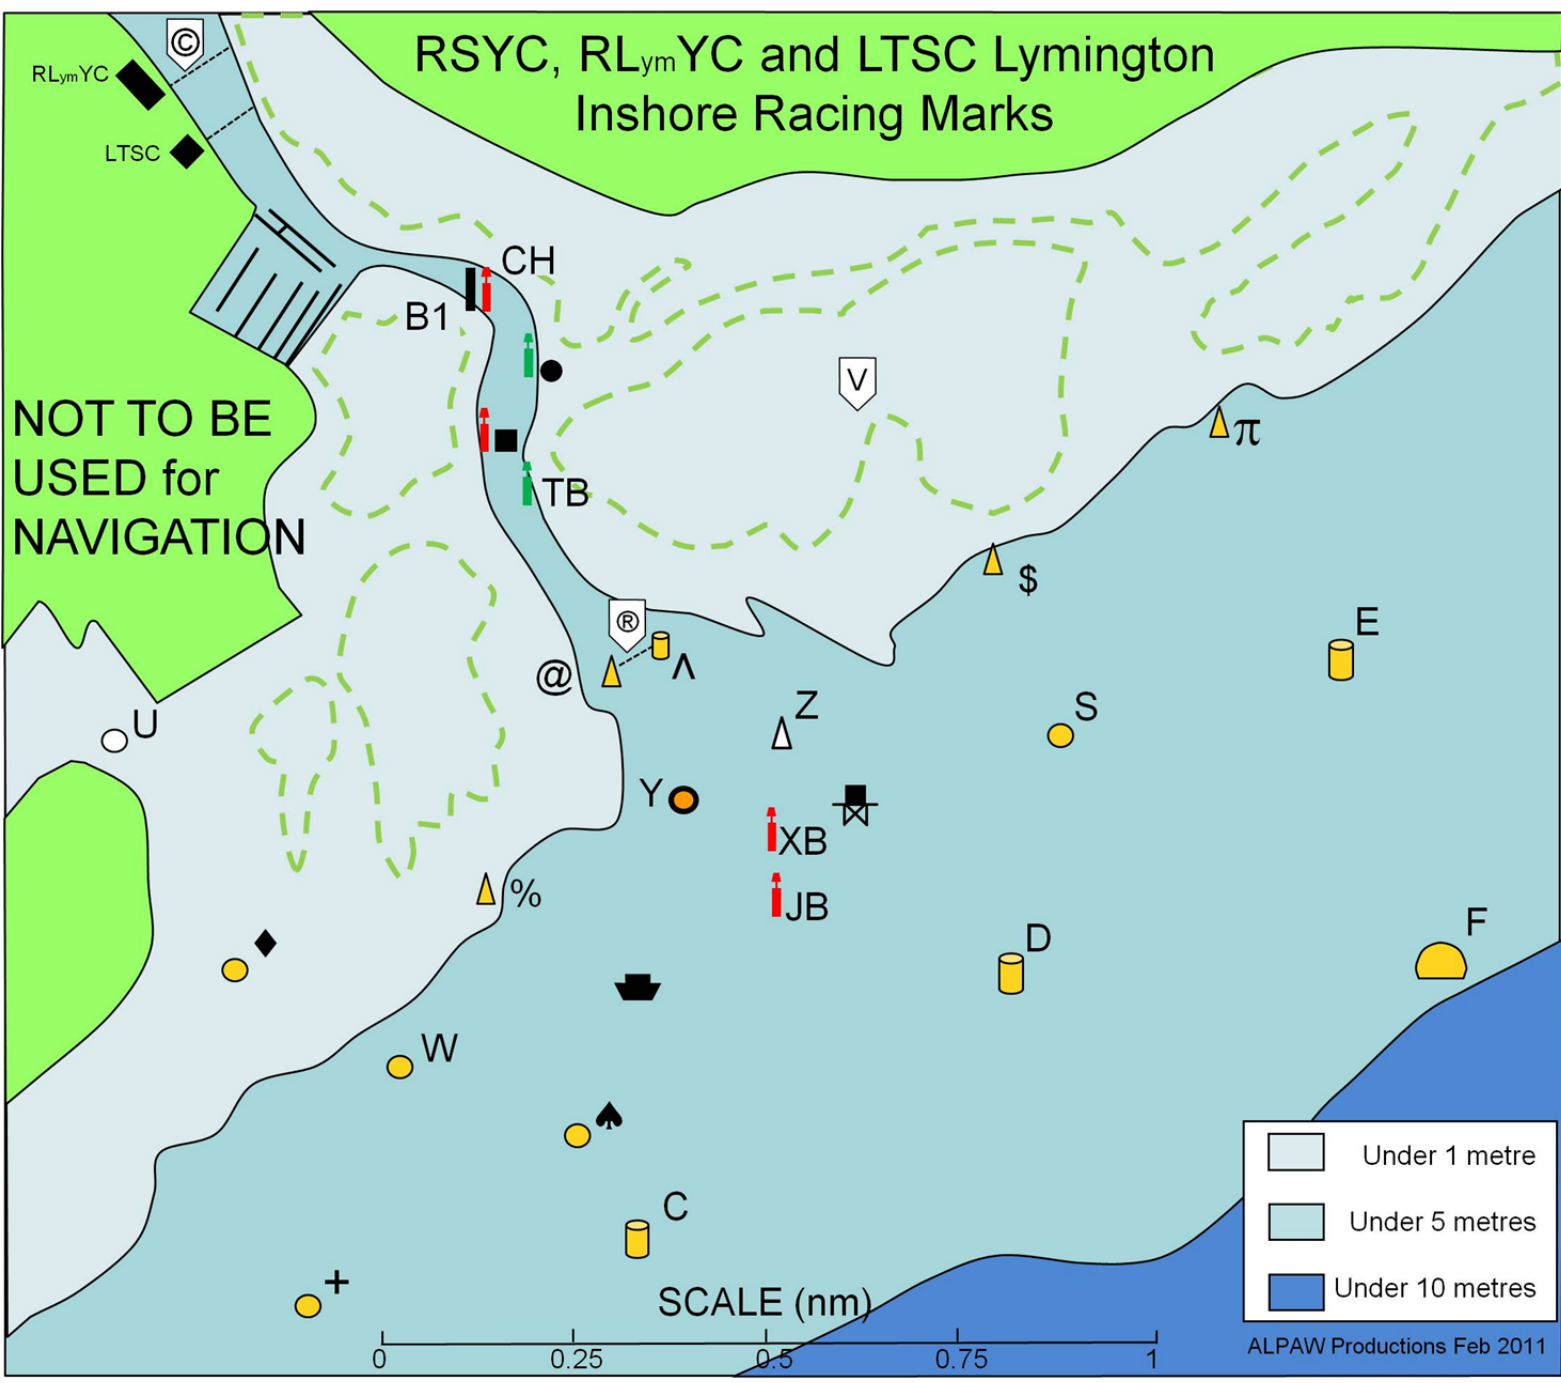 RSYC, RLymYC and LTSC Lymington
Inshore Racing Marks
©
RLymYC
LTSC
CH
B1
V
π
NOT TO BE
USED for
NAVIGATION
TB
$
®
E
@
Λ
U
Z
S
Y
XB
%
JB
F
D
W
C
+
Under 1 metre
Under 5 metres
Under 10 metres
SCALE (nm)
0 0.25 0.5 0.75 1
ALPAW Productions Feb 2011